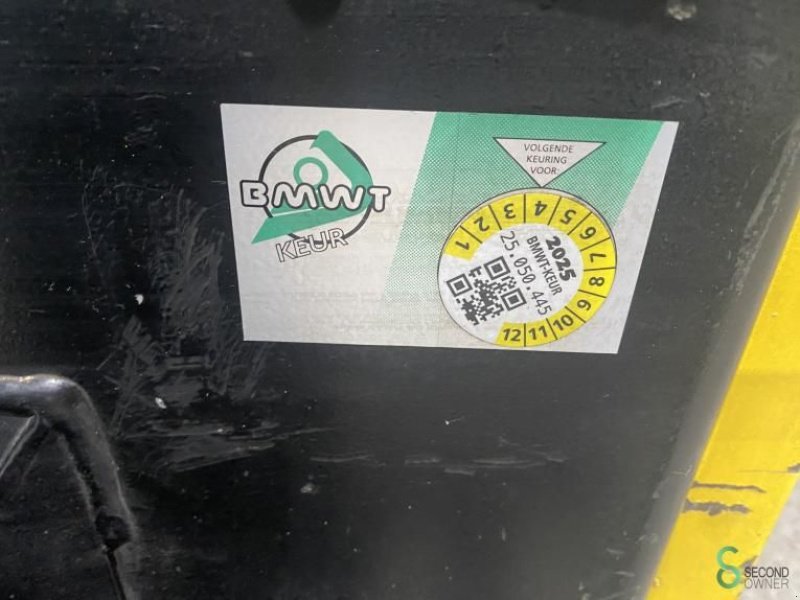 BMWT
KEUR
VOLGENDE
KEURING
VOOR
1 2 3 4 5 6 7 8 9 10 11 12
2025
BMWT-KEUR
25.050.445
SECOND
OWNER